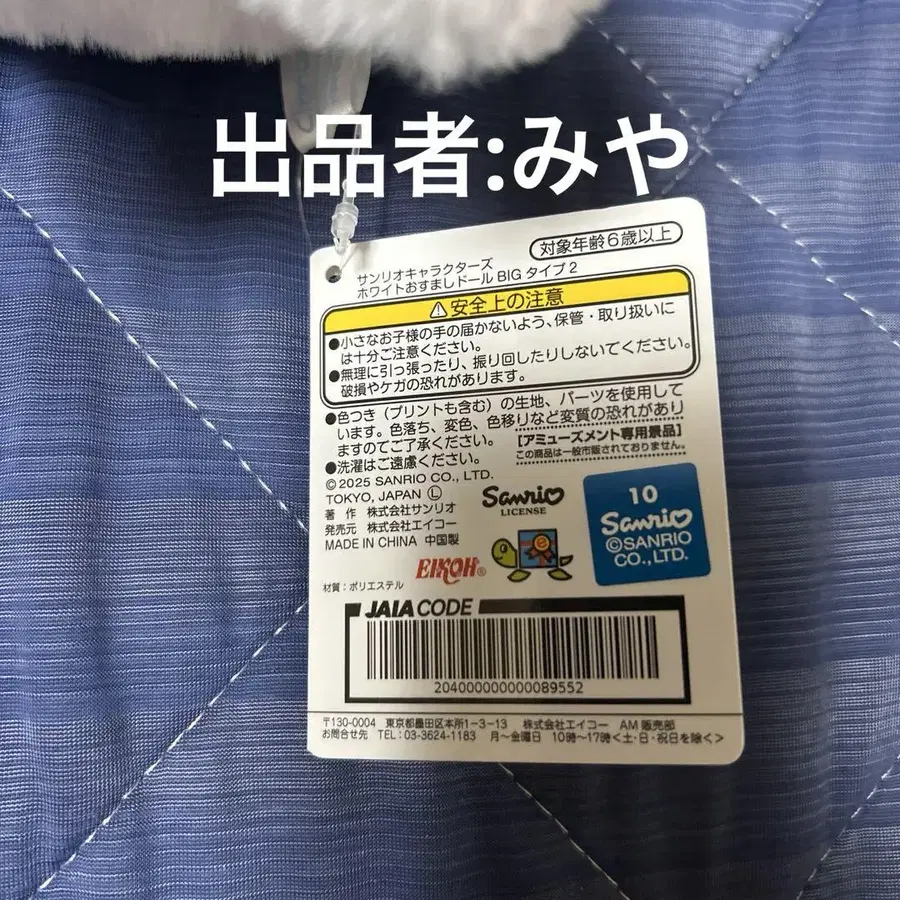 出品者:みや
対象年齢6歳以上
サンリオキャラクターズ
ホワイトおすましドール BIG タイプ2
⚠安全上の注意
●小さなお子様の手の届かないよう、保管・取り扱いに
は十分ご注意ください。
●無理に引っ張ったり、振り回したりしないでください。
破損やケガの恐れがあります。
●色つき（プリントも含む）の生地、パーツを使用して
います。色落ち、変色、色移りなど変質の恐れがあり
ますのでご了承ください。
●洗濯はご遠慮ください。
【アミューズメント専用景品】
この商品は一般市販されておりません。
©2025 SANRIO CO., LTD.
TOKYO, JAPAN Ⓛ
著 作 株式会社サンリオ
発売元 株式会社エイコー
MADE IN CHINA 中国製
Sanrio
LICENSE
10
Sanrio
©SANRIO
CO.,LTD.
EIKOH®
材質：ポリエステル
JAIA CODE
204000000000089552
〒130-0004 東京都墨田区本所1-3-13 株式会社エイコー AM販売部
お問合せ先 TEL:03-3624-1183 月〜金曜日 10時〜17時<土・日・祝日を除く>